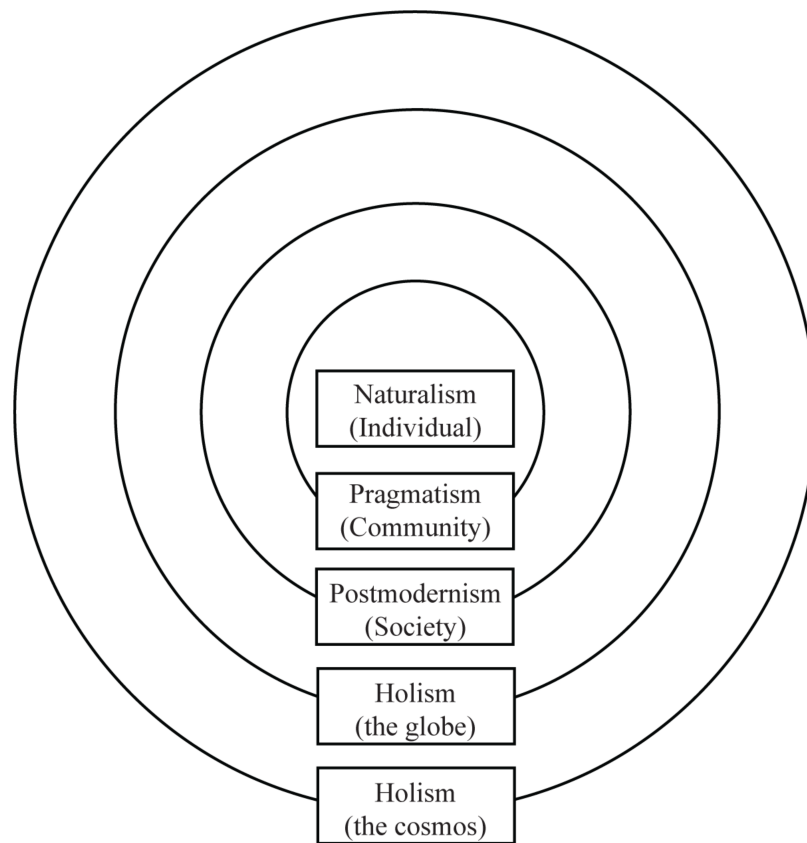 Naturalism
(Individual)
Pragmatism
(Community)
Postmodernism
(Society)
Holism
(the globe)
Holism
(the cosmos)